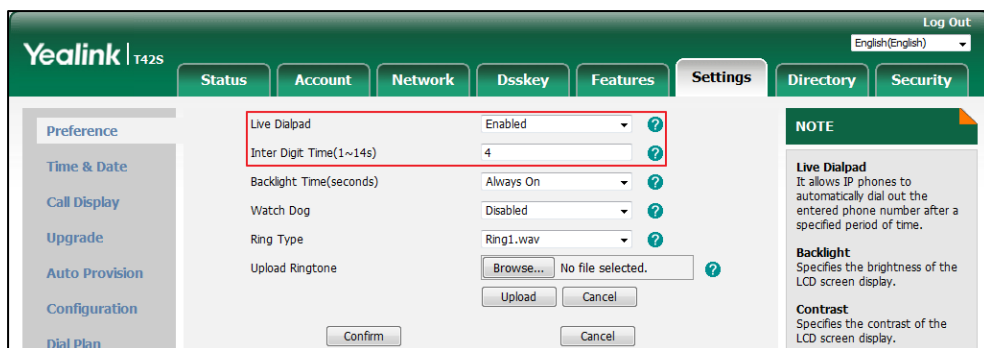 Log Out
English(English)
Yealink T42S
Status Account Network Dsskey Features Settings Directory Security
Preference
Time & Date
Call Display
Upgrade
Auto Provision
Configuration
Dial Plan
Live Dialpad Enabled ?
Inter Digit Time(1~14s) 4 ?
Backlight Time(seconds) Always On ?
Watch Dog Disabled ?
Ring Type Ring1.wav ?
Upload Ringtone Browse... No file selected. ?
Upload Cancel
Confirm Cancel
NOTE
Live Dialpad
It allows IP phones to
automatically dial out the
entered phone number after a
specified period of time.
Backlight
Specifies the brightness of the
LCD screen display.
Contrast
Specifies the contrast of the
LCD screen display.